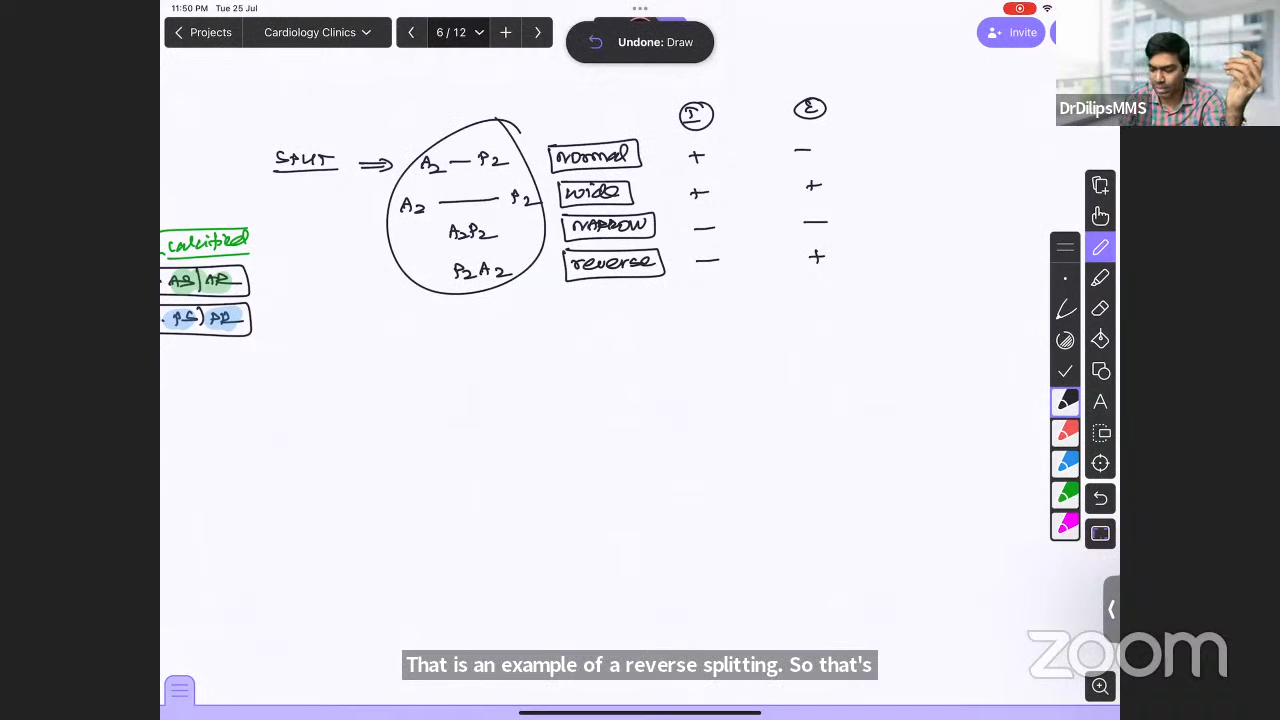 11:50 PM Tue 25 Jul
Projects Cardiology Clinics 6 / 12 Undone: Draw Invite
DrDilipsMMS
I E
SPLIT ⇒ A2 — P2 normal + –
A2 — P2 wide + +
A2P2 NARROW – –
P2A2 reverse – +
calcified
AS | AR
PS | PR
A
That is an example of a reverse splitting. So that's
zoom